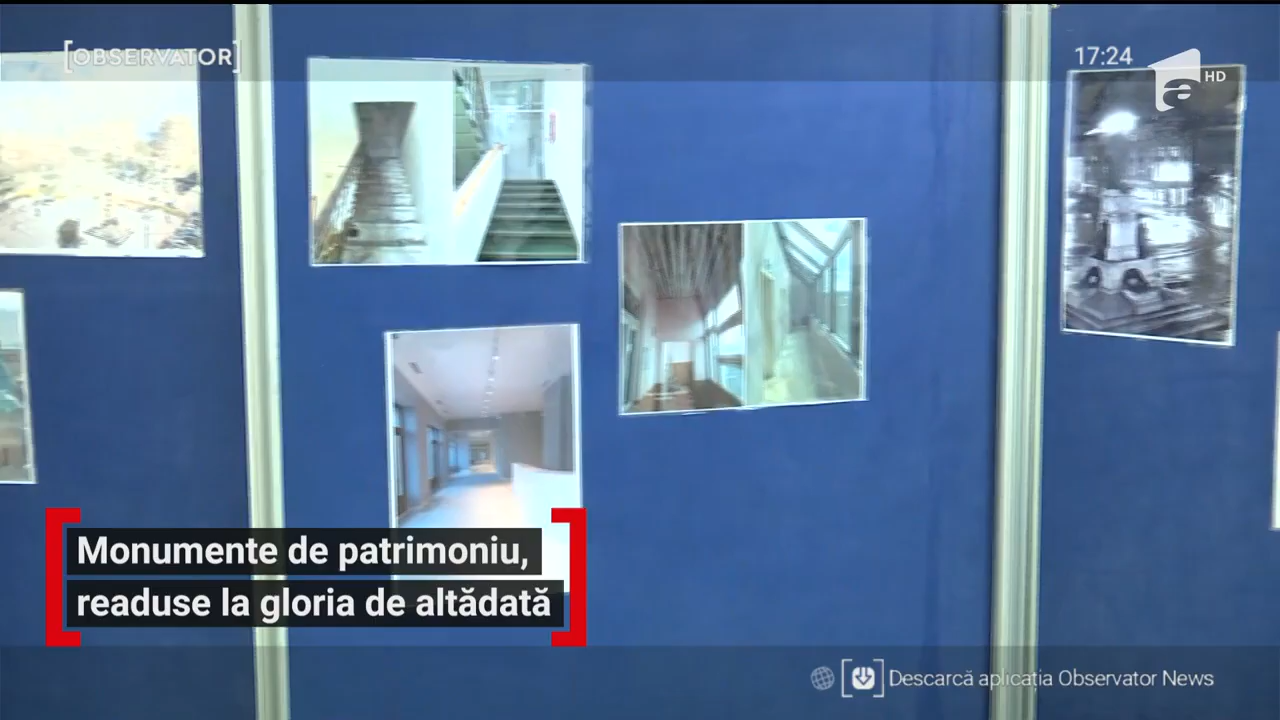 [OBSERVATOR]
17:24
HD
Monumente de patrimoniu,
readuse la gloria de altădată
Descarcă aplicația Observator News